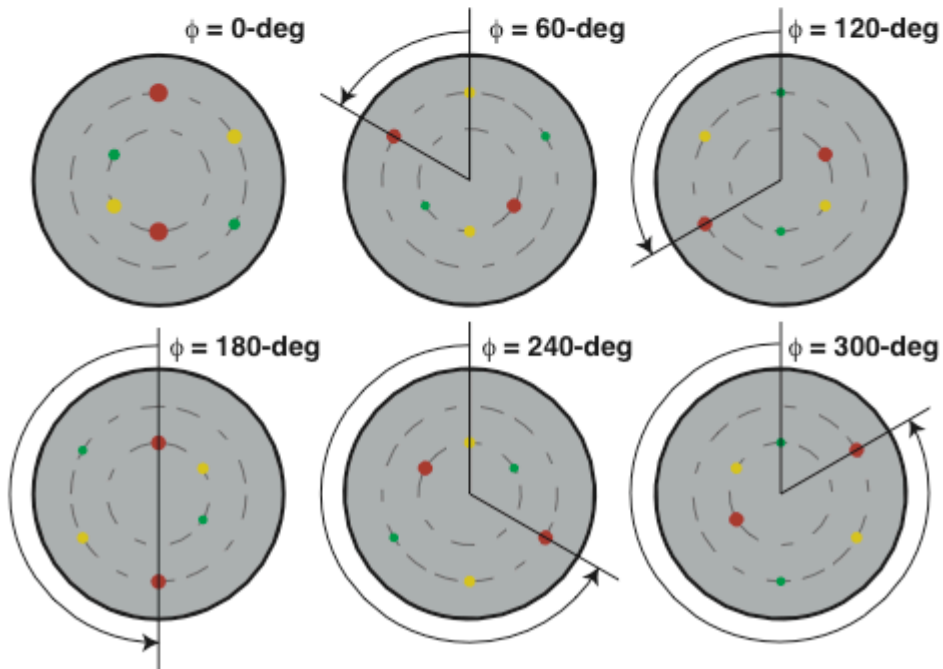 ϕ = 0-deg
ϕ = 60-deg
ϕ = 120-deg
ϕ = 180-deg
ϕ = 240-deg
ϕ = 300-deg